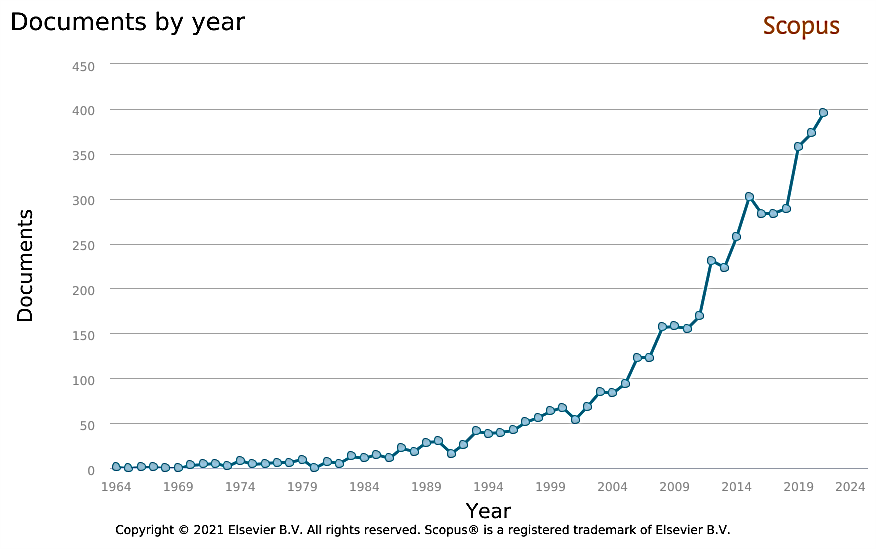 Documents by year
Scopus
450
400
350
300
250
200
150
100
50
0
Documents
1964 1969 1974 1979 1984 1989 1994 1999 2004 2009 2014 2019 2024
Year
Copyright © 2021 Elsevier B.V. All rights reserved. Scopus® is a registered trademark of Elsevier B.V.